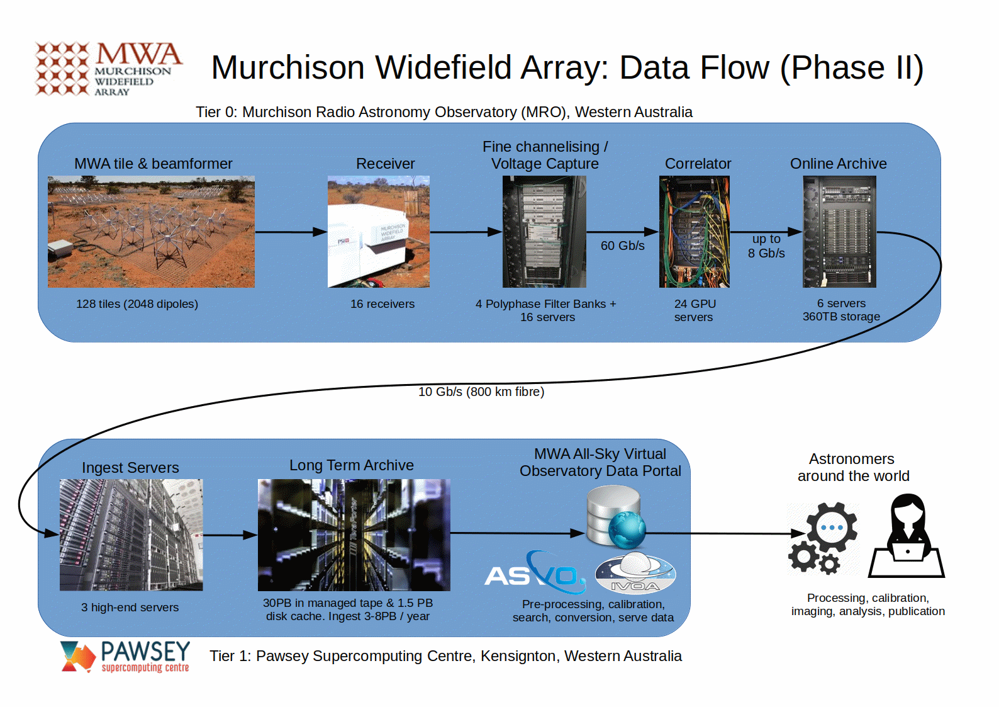 MWA
MURCHISON
WIDEFIELD
ARRAY
Murchison Widefield Array: Data Flow (Phase II)
Tier 0: Murchison Radio Astronomy Observatory (MRO), Western Australia
MWA tile & beamformer
Receiver
Fine channelising /
Voltage Capture
Correlator
Online Archive
PSI
MURCHISON
WIDEFIELD
ARRAY
60 Gb/s
up to
8 Gb/s
128 tiles (2048 dipoles)
16 receivers
4 Polyphase Filter Banks +
16 servers
24 GPU
servers
6 servers
360TB storage
10 Gb/s (800 km fibre)
Ingest Servers
Long Term Archive
MWA All-Sky Virtual
Observatory Data Portal
Astronomers
around the world
TeraPorter
ASVO
IVOA
3 high-end servers
30PB in managed tape & 1.5 PB
disk cache. Ingest 3-8PB / year
Pre-processing, calibration,
search, conversion, serve data
Processing, calibration,
imaging, analysis, publication
PAWSEY
supercomputing centre
Tier 1: Pawsey Supercomputing Centre, Kensignton, Western Australia